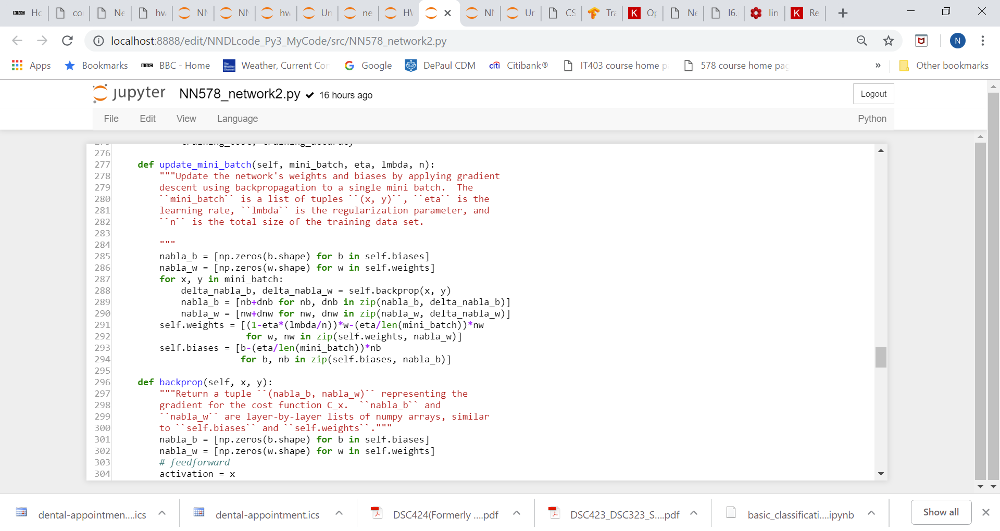 BBC Hc co Ne hw NN NN hw Un ne HW NN Ur CS Tra K Op Ne l6. lin K Re
localhost:8888/edit/NNDLcode_Py3_MyCode/src/NN578_network2.py N
Apps Bookmarks BBC BBC - Home Weather, Current Con Google DePaul CDM citi Citibank® IT403 course home p 578 course home pag » Other bookmarks
jupyter NN578_network2.py 16 hours ago Logout
File Edit View Language Python
275 training_cost, training_accuracy
276
277 def update_mini_batch(self, mini_batch, eta, lmbda, n):
278 """Update the network's weights and biases by applying gradient
279 descent using backpropagation to a single mini batch.  The
280 ``mini_batch`` is a list of tuples ``(x, y)``, ``eta`` is the
281 learning rate, ``lmbda`` is the regularization parameter, and
282 ``n`` is the total size of the training data set.
283
284 """
285 nabla_b = [np.zeros(b.shape) for b in self.biases]
286 nabla_w = [np.zeros(w.shape) for w in self.weights]
287 for x, y in mini_batch:
288 delta_nabla_b, delta_nabla_w = self.backprop(x, y)
289 nabla_b = [nb+dnb for nb, dnb in zip(nabla_b, delta_nabla_b)]
290 nabla_w = [nw+dnw for nw, dnw in zip(nabla_w, delta_nabla_w)]
291 self.weights = [(1-eta*(lmbda/n))*w-(eta/len(mini_batch))*nw
292 for w, nw in zip(self.weights, nabla_w)]
293 self.biases = [b-(eta/len(mini_batch))*nb
294 for b, nb in zip(self.biases, nabla_b)]
295
296 def backprop(self, x, y):
297 """Return a tuple ``(nabla_b, nabla_w)`` representing the
298 gradient for the cost function C_x.  ``nabla_b`` and
299 ``nabla_w`` are layer-by-layer lists of numpy arrays, similar
300 to ``self.biases`` and ``self.weights``."""
301 nabla_b = [np.zeros(b.shape) for b in self.biases]
302 nabla_w = [np.zeros(w.shape) for w in self.weights]
303 # feedforward
304 activation = x
dental-appointmen....ics dental-appointment.ics DSC424(Formerly ....pdf DSC423_DSC323_S....pdf basic_classificati....ipynb Show all